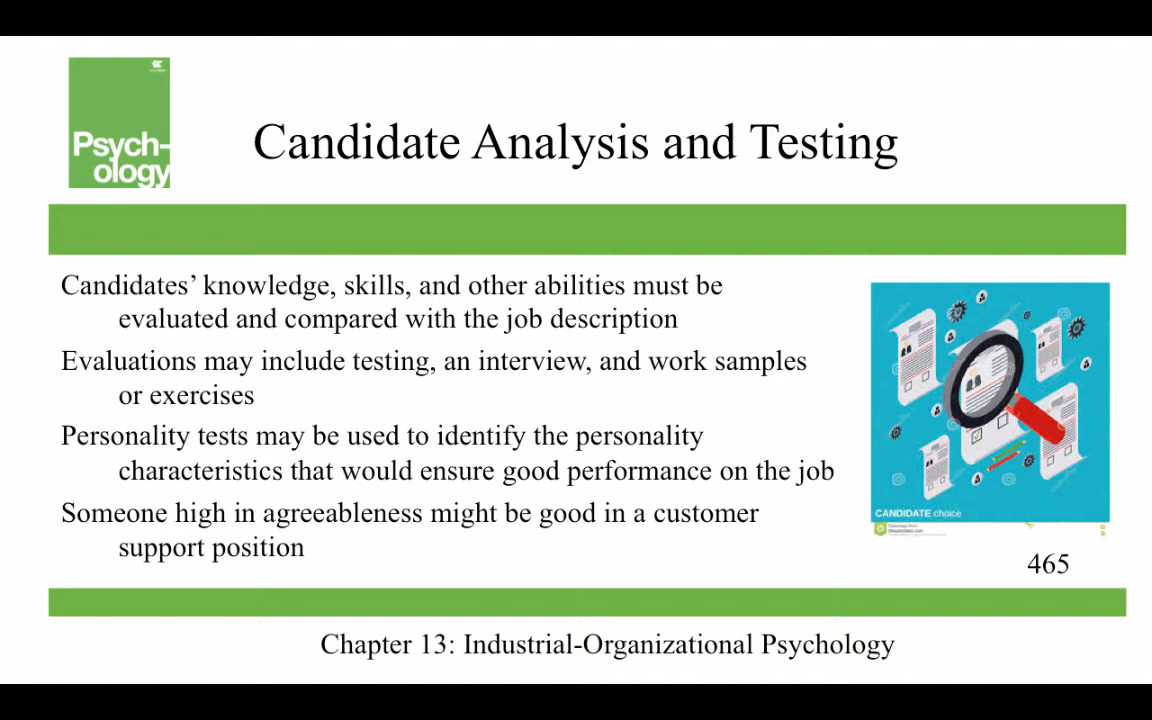 Psych-
ology
Candidate Analysis and Testing
Candidates’ knowledge, skills, and other abilities must be
evaluated and compared with the job description
Evaluations may include testing, an interview, and work samples
or exercises
Personality tests may be used to identify the personality
characteristics that would ensure good performance on the job
Someone high in agreeableness might be good in a customer
support position
CANDIDATE choice
465
Chapter 13: Industrial-Organizational Psychology